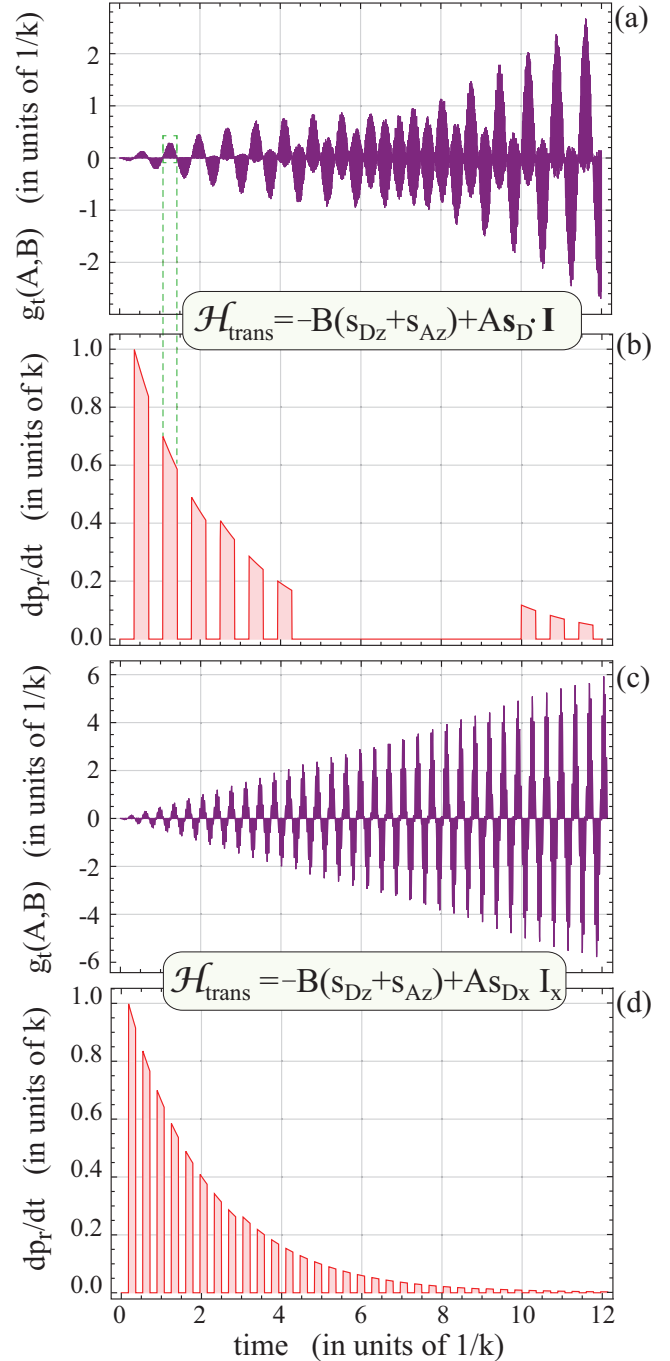 (a)
g_t(A,B) (in units of 1/k)
2
1
0
-1
-2
ℋ_trans=–B(s_Dz+s_Az)+A𝐬_D·𝐈
(b)
dp_r/dt (in units of k)
1.0
0.8
0.6
0.4
0.2
0.0
(c)
g_t(A,B) (in units of 1/k)
6
4
2
0
-2
-4
-6
ℋ_trans=–B(s_Dz+s_Az)+As_Dx I_x
(d)
dp_r/dt (in units of k)
1.0
0.8
0.6
0.4
0.2
0.0
0 2 4 6 8 10 12
time (in units of 1/k)